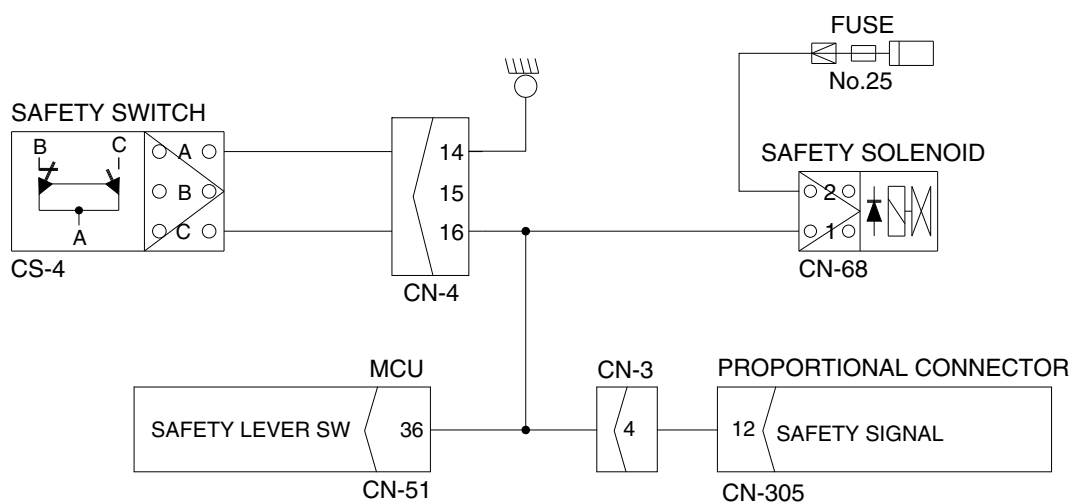 FUSE
No.25
SAFETY SWITCH
B C
A
A
B
C
CS-4
14
15
16
CN-4
SAFETY SOLENOID
2
1
CN-68
MCU
SAFETY LEVER SW 36
CN-51
CN-3
4
PROPORTIONAL CONNECTOR
12 SAFETY SIGNAL
CN-305